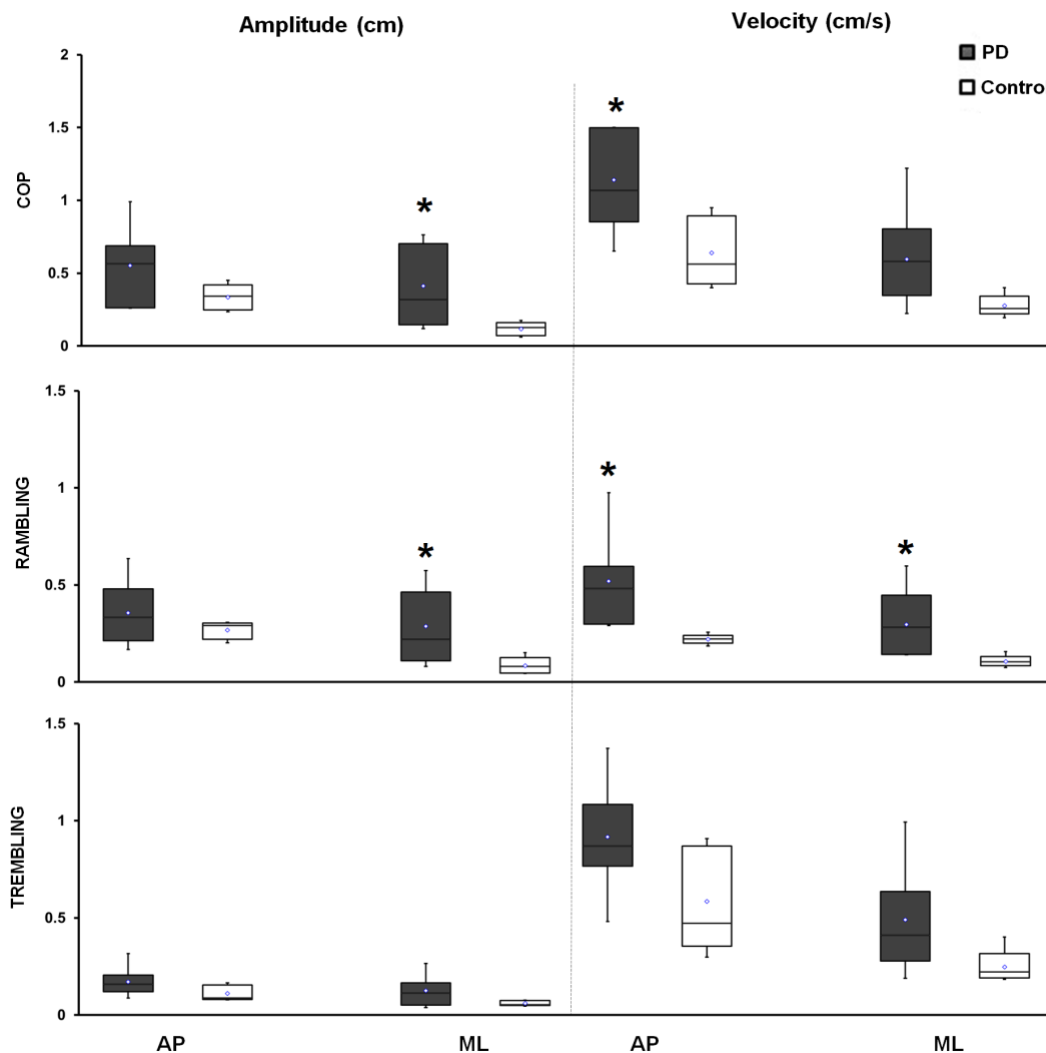 Amplitude (cm)
Velocity (cm/s)
PD
Control
COP
2
1.5
1
0.5
0
*
*
RAMBLING
1.5
1
0.5
0
*
*
*
TREMBLING
1.5
1
0.5
0
AP
ML
AP
ML